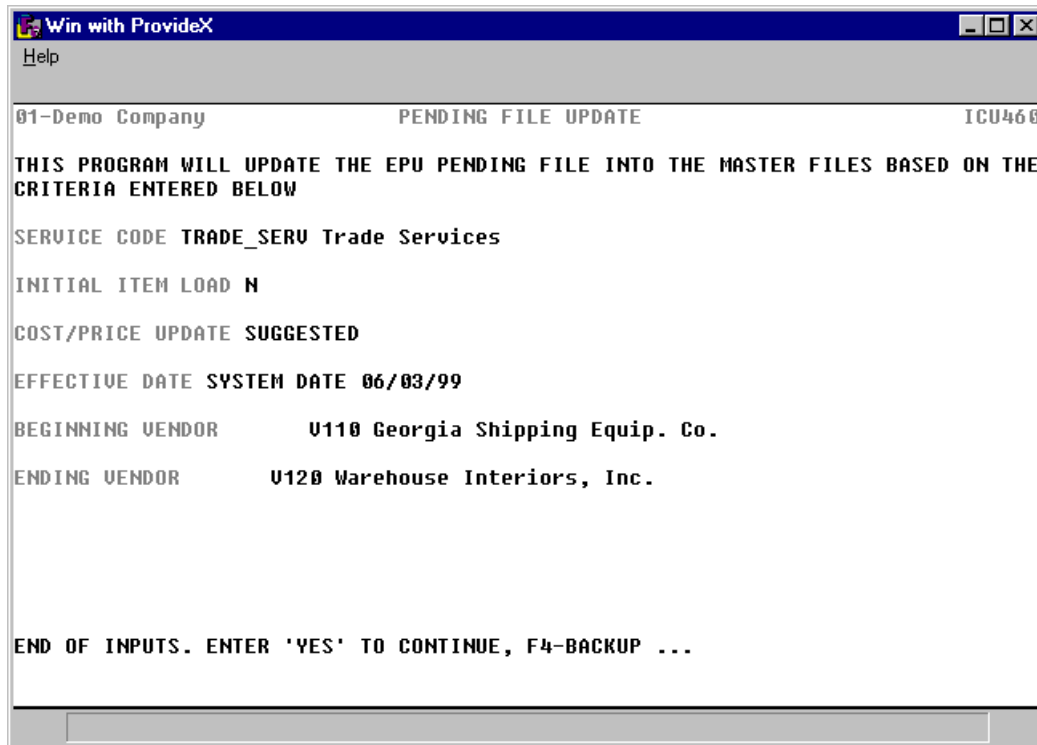 Win with ProvideX
Help
01-Demo Company PENDING FILE UPDATE ICU460
THIS PROGRAM WILL UPDATE THE EPU PENDING FILE INTO THE MASTER FILES BASED ON THE
CRITERIA ENTERED BELOW
SERVICE CODE TRADE_SERV Trade Services
INITIAL ITEM LOAD N
COST/PRICE UPDATE SUGGESTED
EFFECTIVE DATE SYSTEM DATE 06/03/99
BEGINNING VENDOR V110 Georgia Shipping Equip. Co.
ENDING VENDOR V120 Warehouse Interiors, Inc.
END OF INPUTS. ENTER 'YES' TO CONTINUE, F4-BACKUP ...